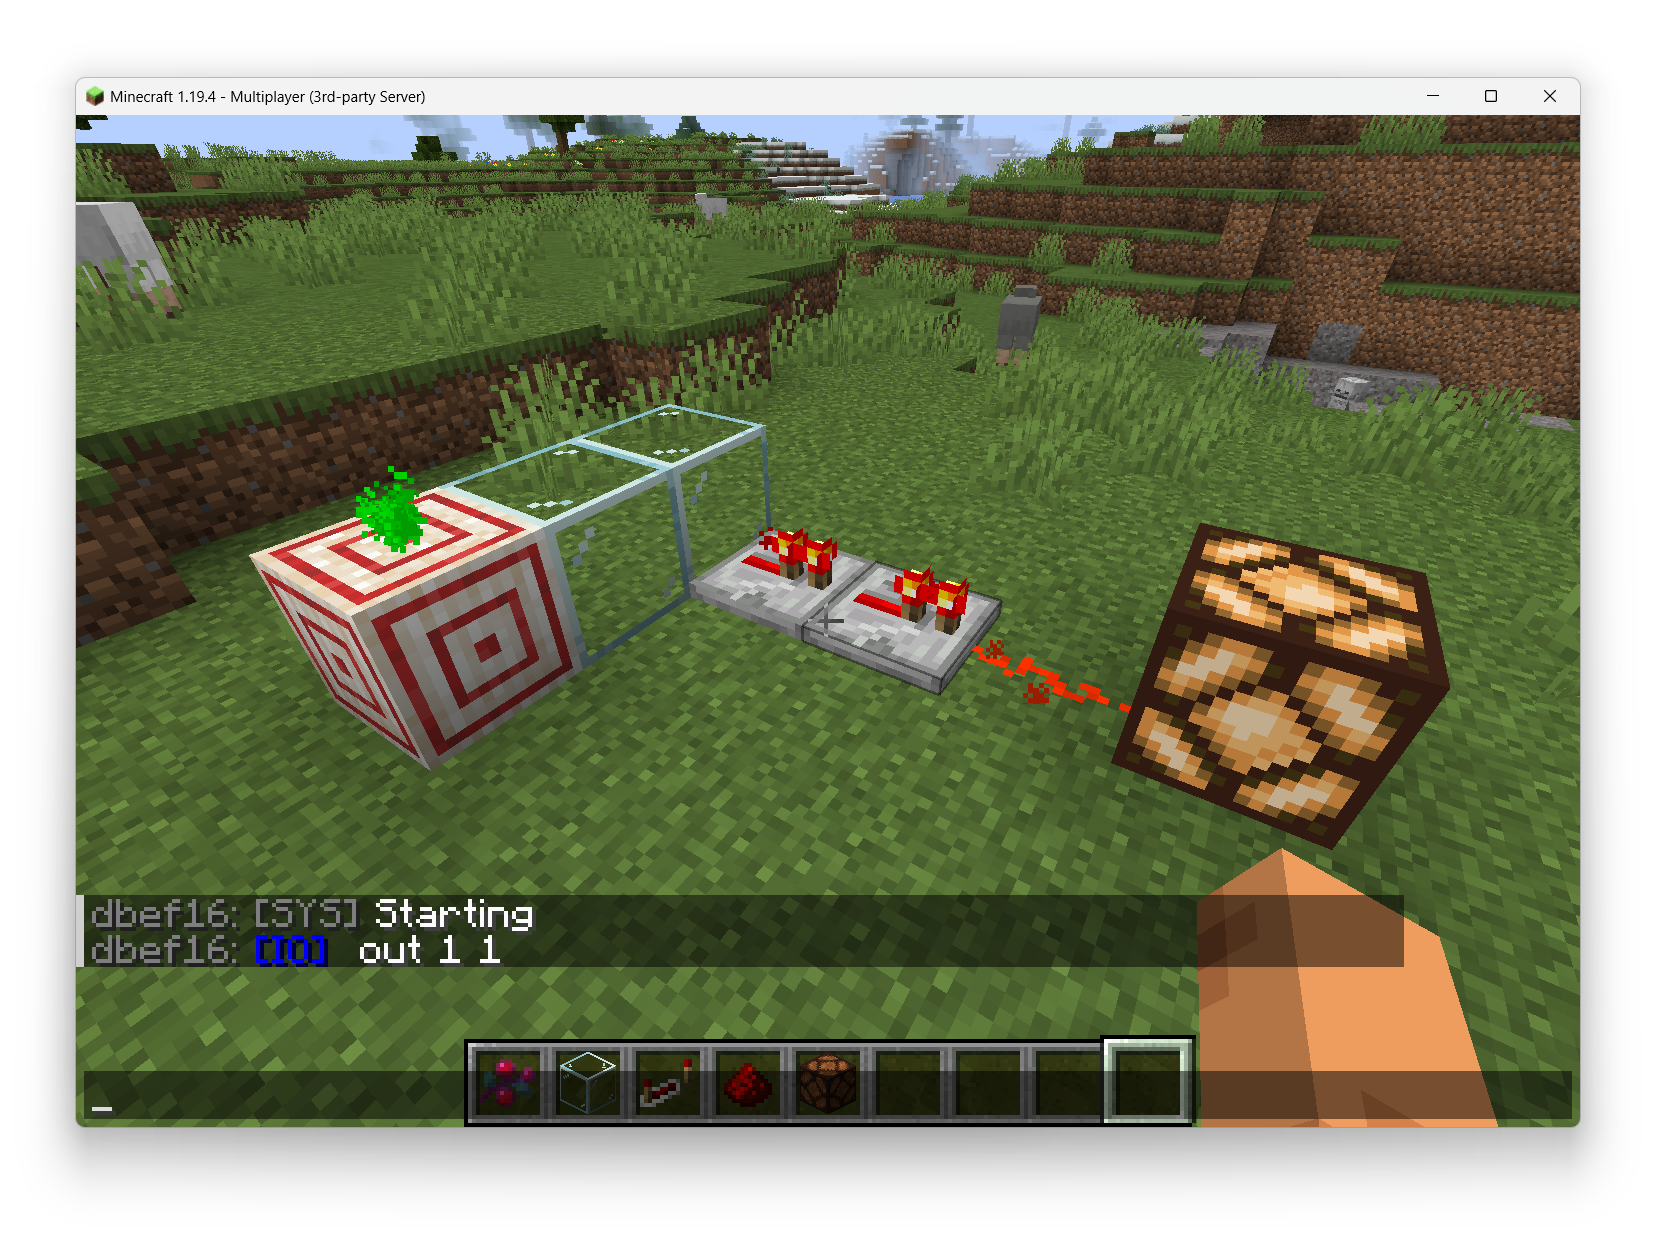 Minecraft 1.19.4 - Multiplayer (3rd-party Server)
dbef16: [SYS] Starting
dbef16: [IO] out 1 1
_